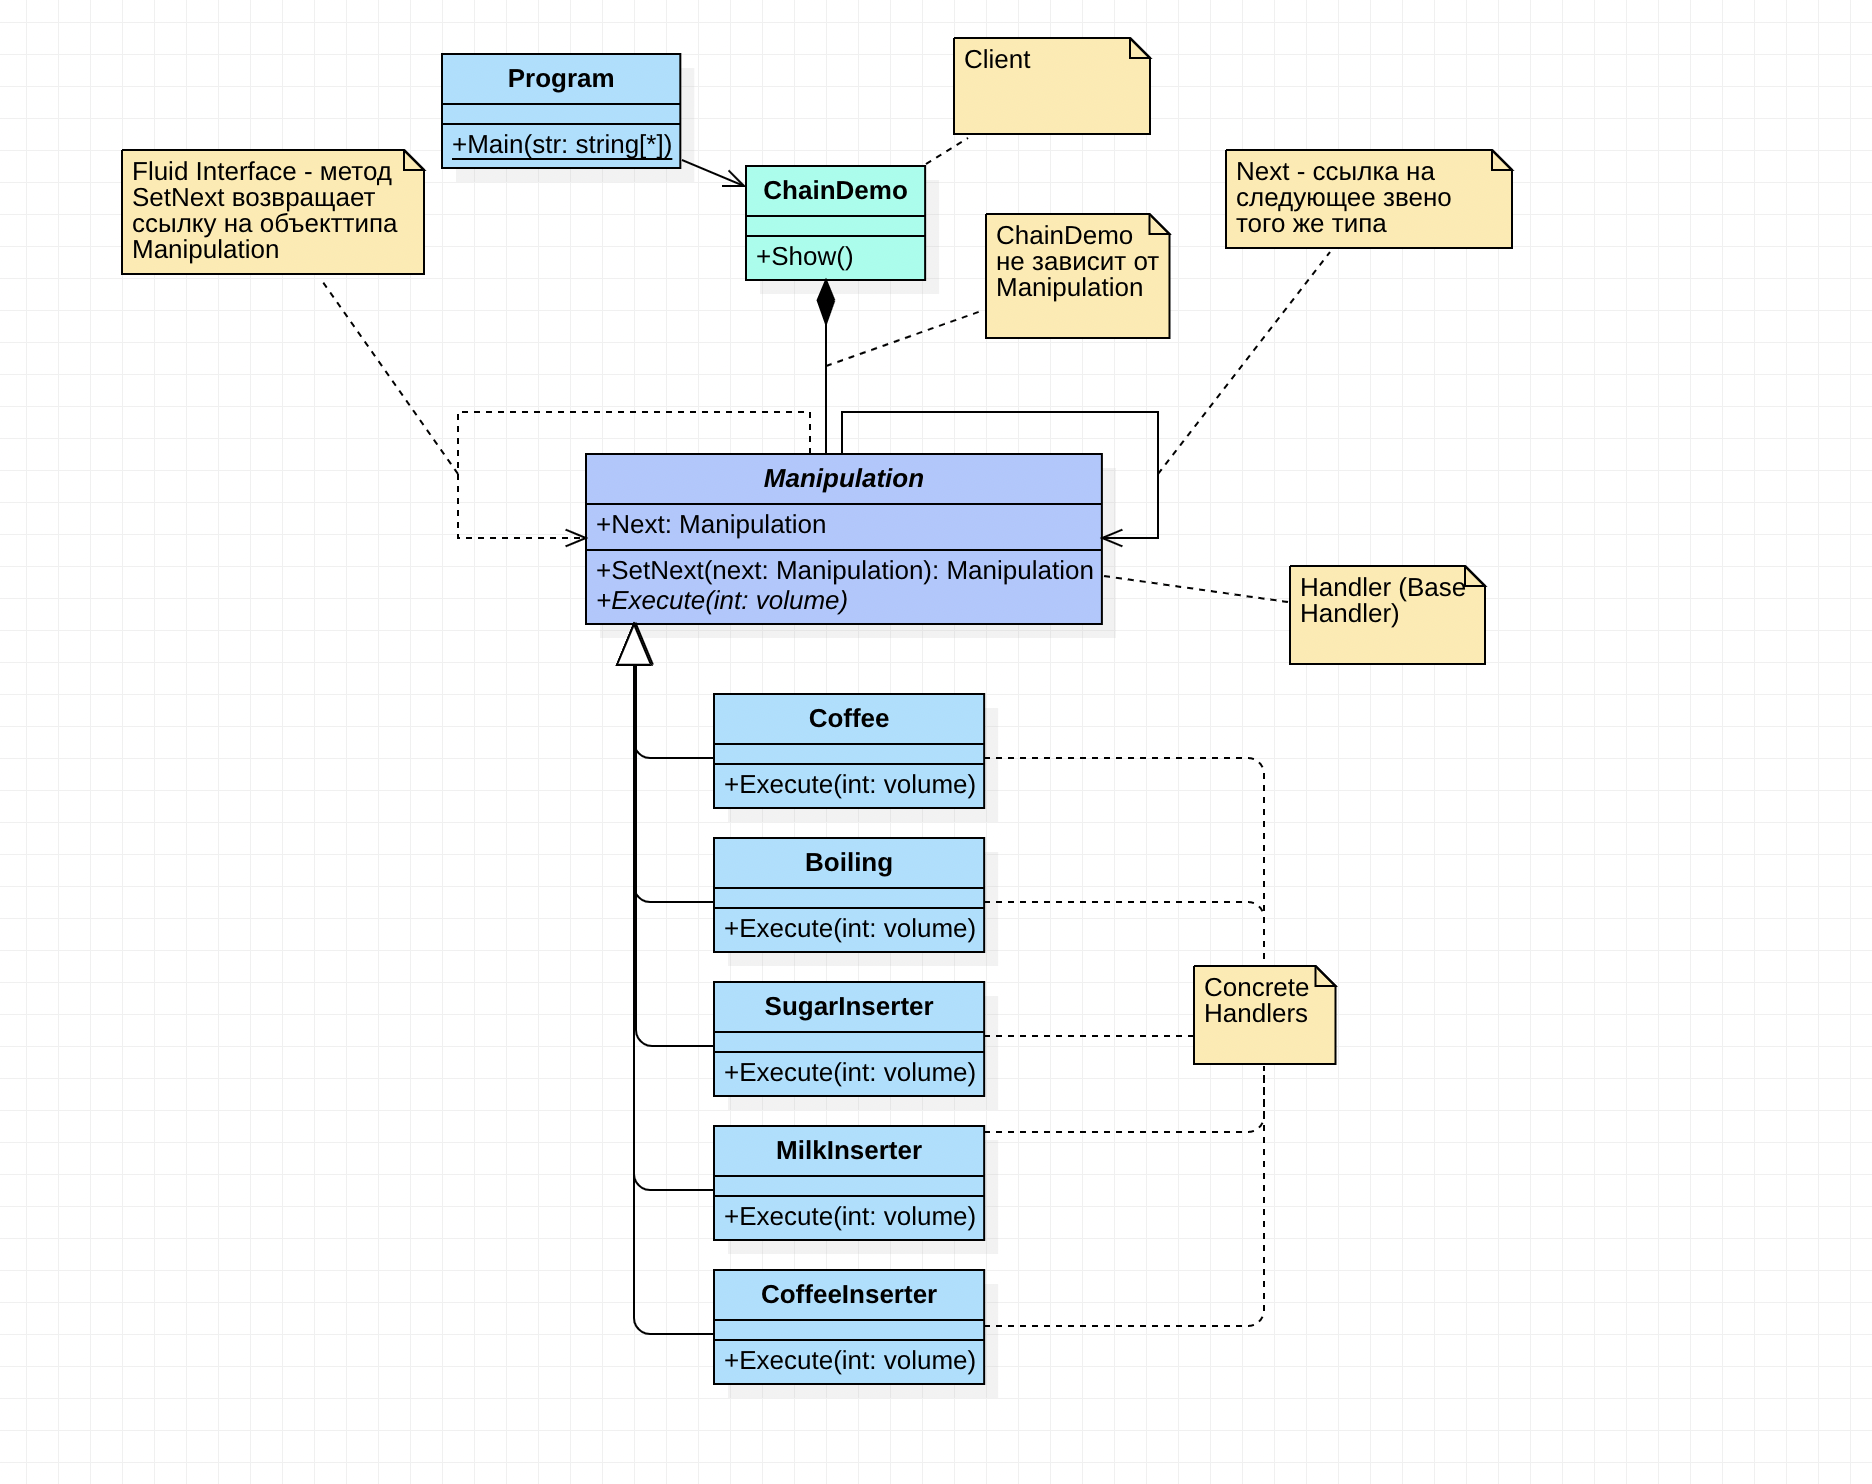 Program
+Main(str: string[*])
Client
Fluid Interface - метод
SetNext возвращает
ссылку на объекттипа
Manipulation
ChainDemo
+Show()
ChainDemo
не зависит от
Manipulation
Next - ссылка на
следующее звено
того же типа
Manipulation
+Next: Manipulation
+SetNext(next: Manipulation): Manipulation
+Execute(int: volume)
Handler (Base
Handler)
Coffee
+Execute(int: volume)
Boiling
+Execute(int: volume)
SugarInserter
+Execute(int: volume)
Concrete
Handlers
MilkInserter
+Execute(int: volume)
CoffeeInserter
+Execute(int: volume)